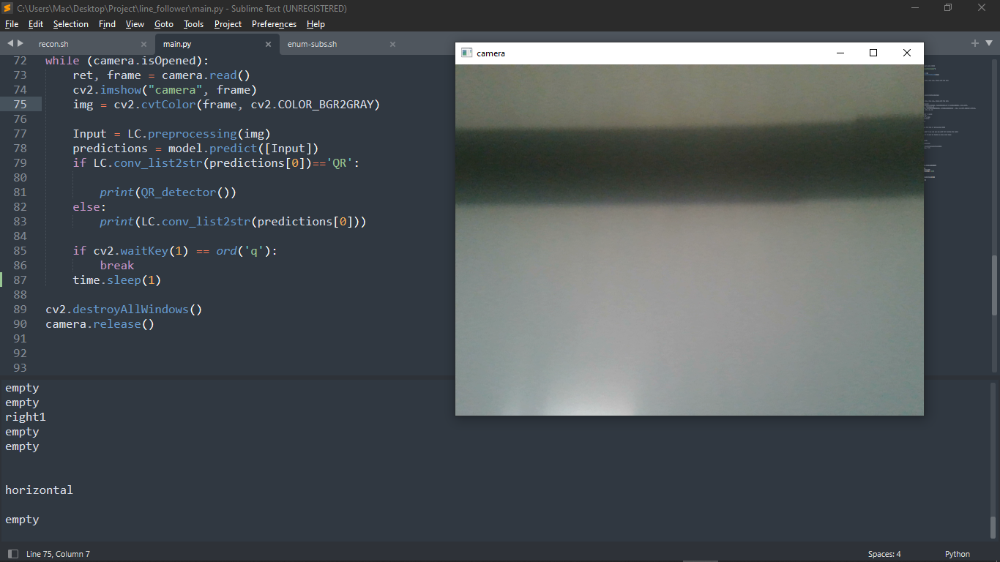 C:\Users\Mac\Desktop\Project\line_follower\main.py - Sublime Text (UNREGISTERED)
File Edit Selection Find View Goto Tools Project Preferences Help
recon.sh main.py enum-subs.sh
camera
72 while (camera.isOpened):
73 ret, frame = camera.read()
74 cv2.imshow("camera", frame)
75 img = cv2.cvtColor(frame, cv2.COLOR_BGR2GRAY)
76
77 Input = LC.preprocessing(img)
78 predictions = model.predict([Input])
79 if LC.conv_list2str(predictions[0])=='QR':
80
81 print(QR_detector())
82 else:
83 print(LC.conv_list2str(predictions[0]))
84
85 if cv2.waitKey(1) == ord('q'):
86 break
87 time.sleep(1)
88
89 cv2.destroyAllWindows()
90 camera.release()
91
92
93
empty
empty
right1
empty
empty
horizontal
empty
Line 75, Column 7 Spaces: 4 Python